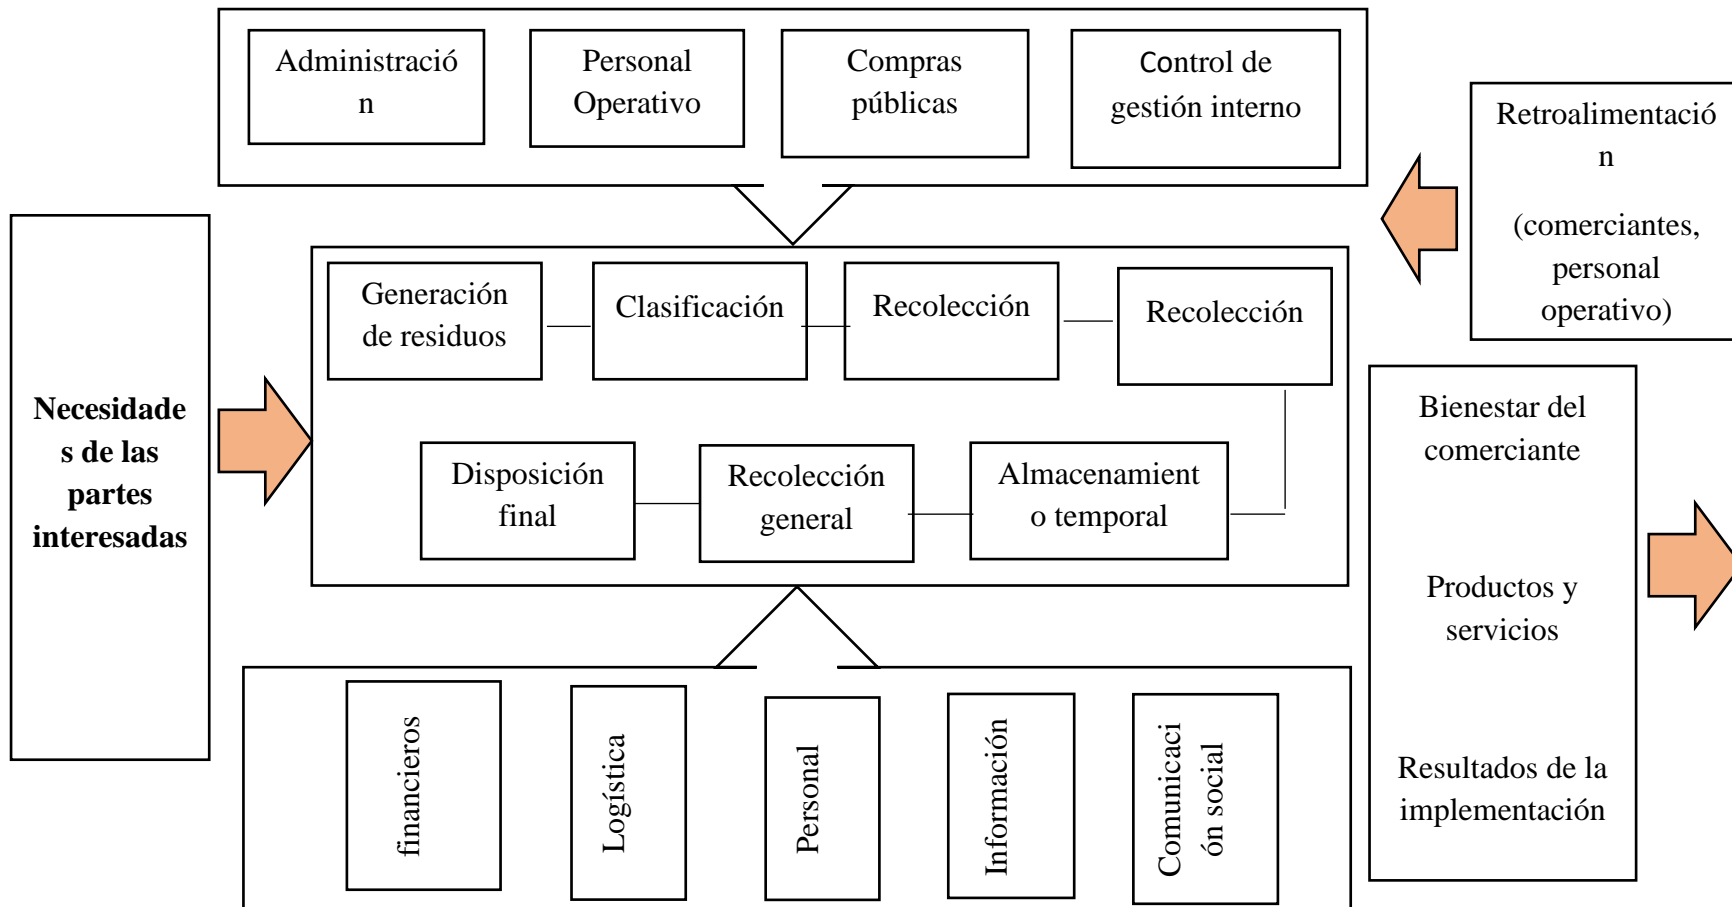 Administració
n
Personal
Operativo
Compras
públicas
Control de
gestión interno
Retroalimentació
n
(comerciantes,
personal
operativo)
Necesidade
s de las
partes
interesadas
Generación
de residuos
Clasificación
Recolección
Recolección
Disposición
final
Recolección
general
Almacenamient
o temporal
Bienestar del
comerciante
Productos y
servicios
Resultados de la
implementación
financieros
Logística
Personal
Información
Comunicaci
ón social